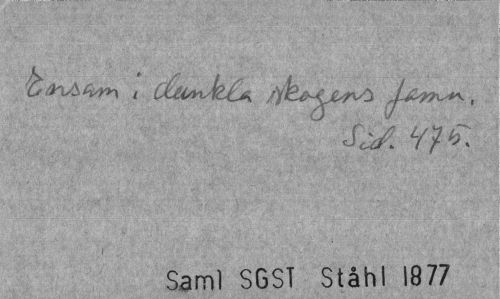 Ensam i dunkla skogens famn.
Sid. 475.
Saml SGST Ståhl 1877